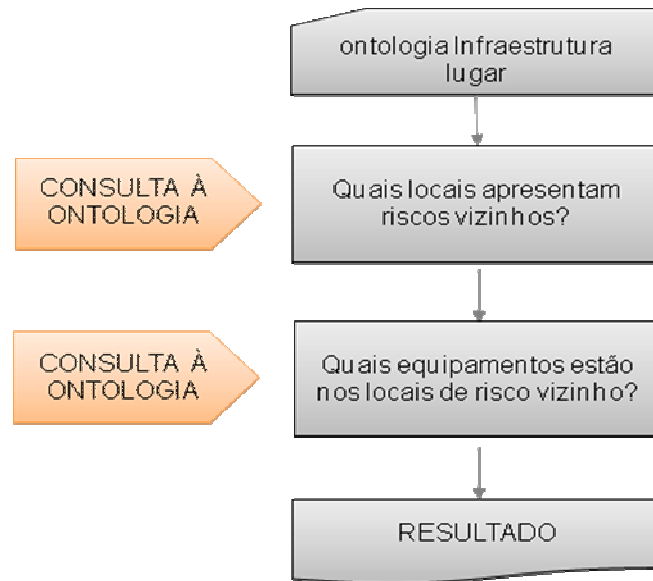 ontologia Infraestrutura
lugar
CONSULTA À
ONTOLOGIA
Quais locais apresentam
riscos vizinhos?
CONSULTA À
ONTOLOGIA
Quais equipamentos estão
nos locais de risco vizinho?
RESULTADO